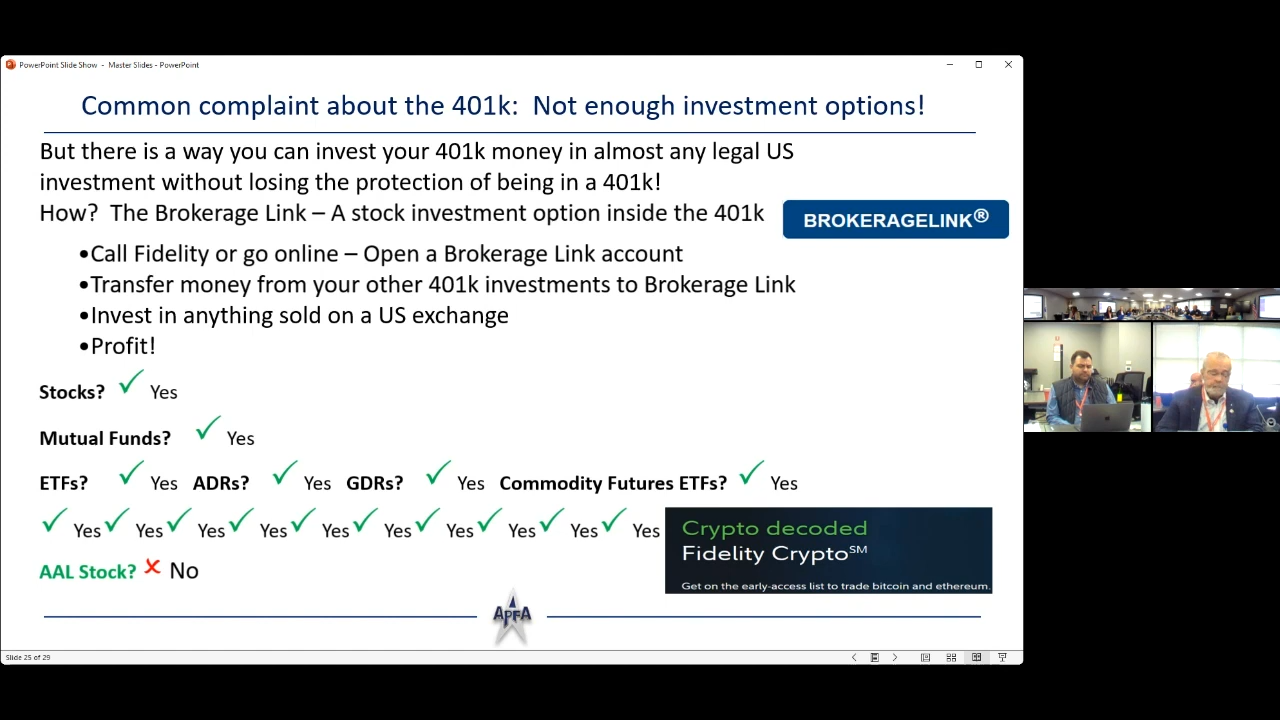 PowerPoint Slide Show - Master Slides - PowerPoint
Common complaint about the 401k: Not enough investment options!
But there is a way you can invest your 401k money in almost any legal US
investment without losing the protection of being in a 401k!
How? The Brokerage Link – A stock investment option inside the 401k
BROKERAGELINK®
•Call Fidelity or go online – Open a Brokerage Link account
•Transfer money from your other 401k investments to Brokerage Link
•Invest in anything sold on a US exchange
•Profit!
Stocks? ✓ Yes
Mutual Funds? ✓ Yes
ETFs? ✓ Yes ADRs? ✓ Yes GDRs? ✓ Yes Commodity Futures ETFs? ✓ Yes
✓ Yes ✓ Yes ✓ Yes ✓ Yes ✓ Yes ✓ Yes ✓ Yes ✓ Yes ✓ Yes ✓ Yes
Crypto decoded
Fidelity Crypto℠
Get on the early-access list to trade bitcoin and ethereum.
AAL Stock? ✗ No
APFA
Slide 25 of 29